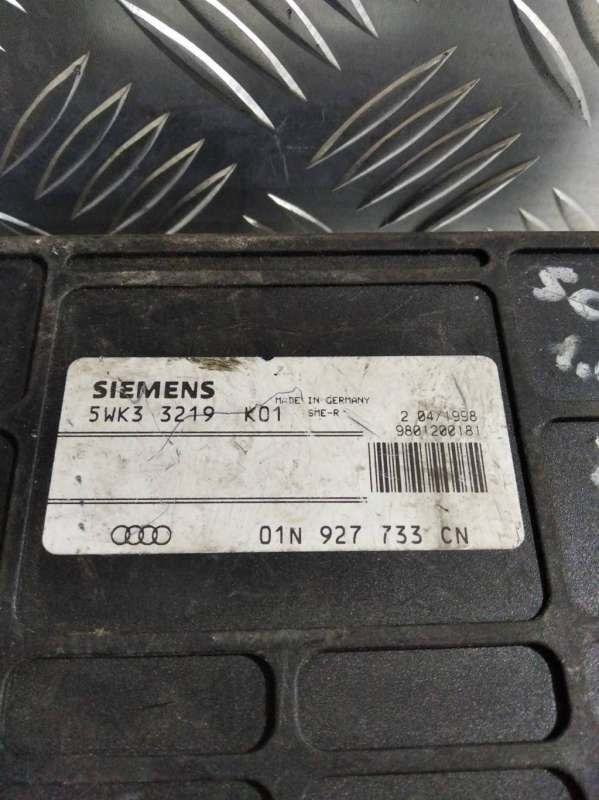 SIEMENS
MADE IN GERMANY
5WK3 3219 K01 SME-R 2 04/1998
9801200181
01N 927 733 CN